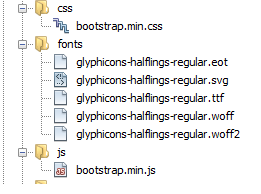 css
bootstrap.min.css
fonts
glyphicons-halflings-regular.eot
glyphicons-halflings-regular.svg
glyphicons-halflings-regular.ttf
glyphicons-halflings-regular.woff
glyphicons-halflings-regular.woff2
js
bootstrap.min.js